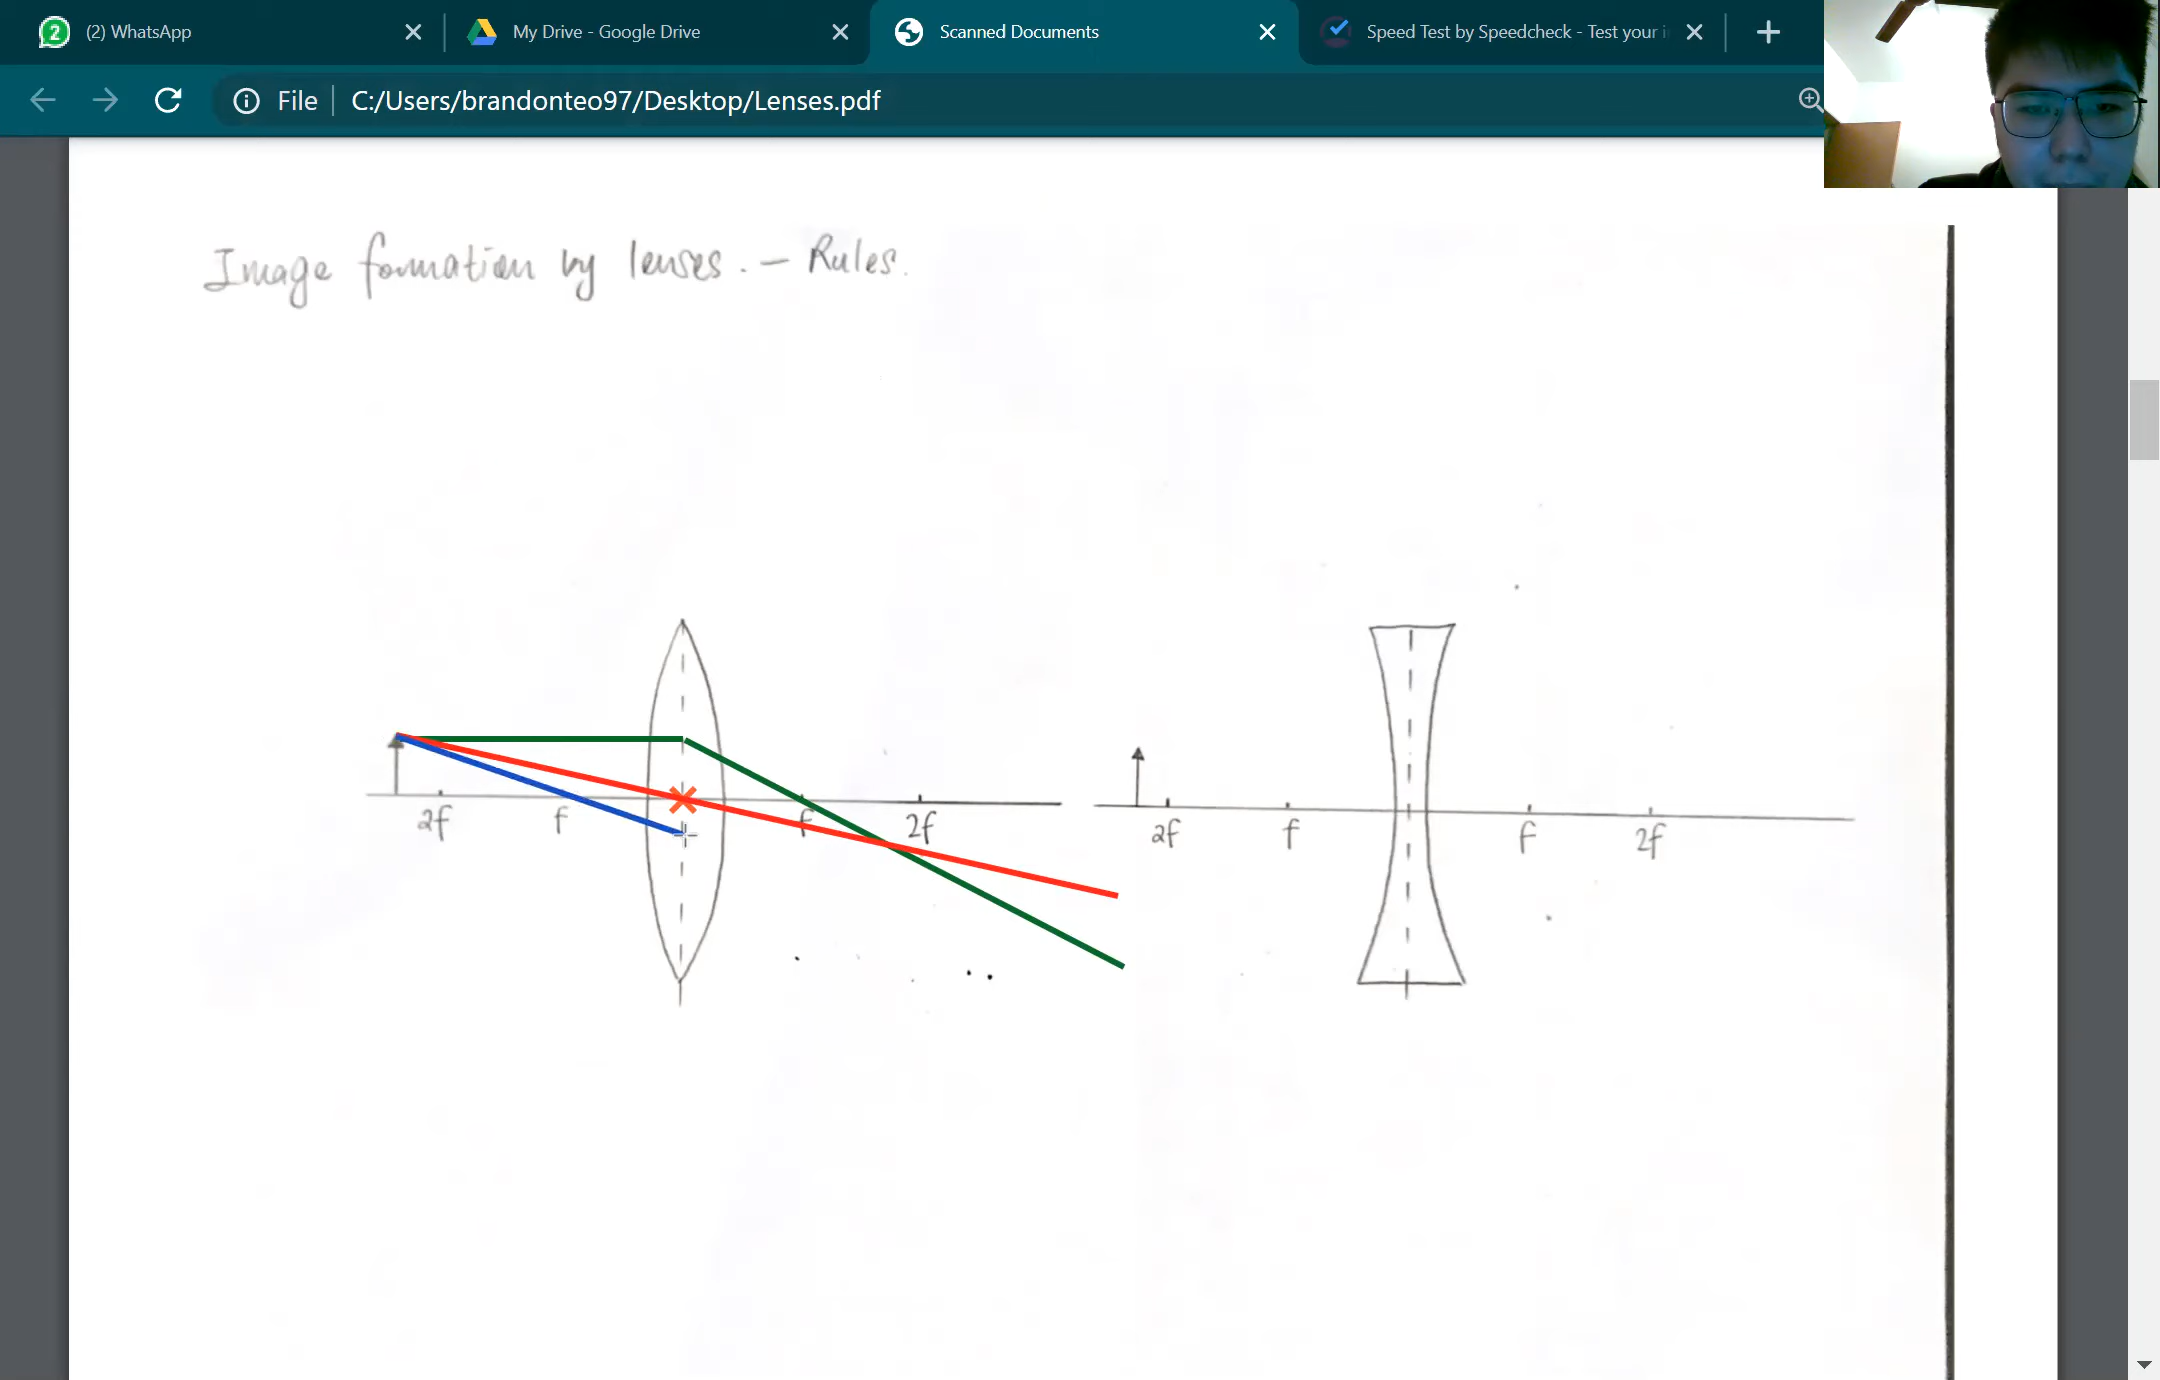 (2) WhatsApp
My Drive - Google Drive
Scanned Documents
Speed Test by Speedcheck - Test your i
File
C:/Users/brandonteo97/Desktop/Lenses.pdf
Image formation by lenses. – Rules.
2f f f 2f
2f f f 2f